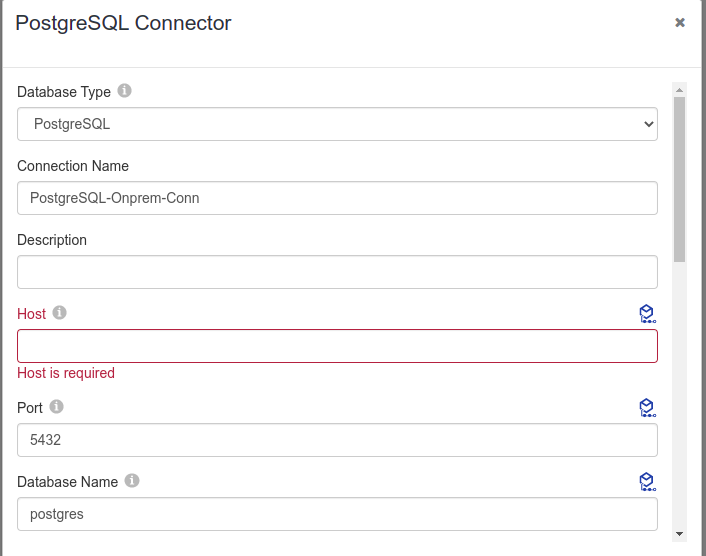 PostgreSQL Connector
Database Type
PostgreSQL
Connection Name
PostgreSQL-Onprem-Conn
Description
Host
Host is required
Port
5432
Database Name
postgres